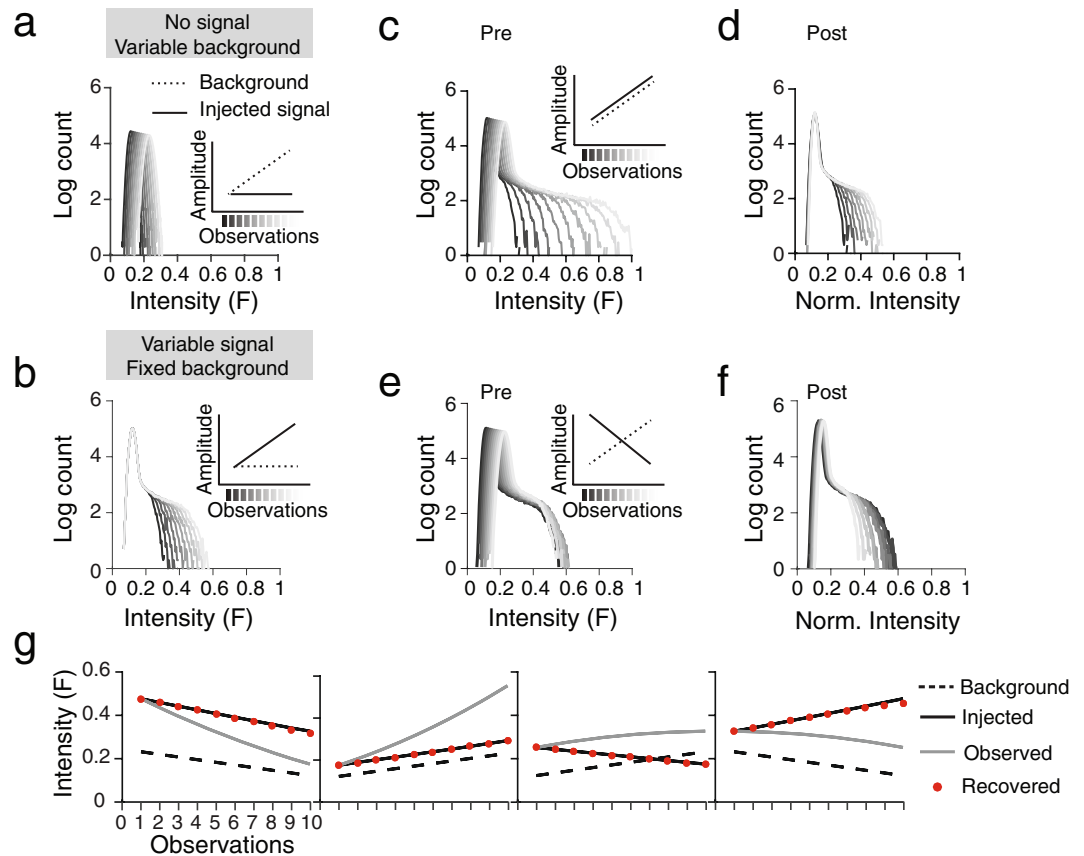 a
No signal
Variable background
Background
Injected signal
6
4
2
0
Log count
0 0.2 0.4 0.6 0.8 1
Intensity (F)
Amplitude
Observations
c
Pre
6
4
2
0
Log count
0 0.2 0.4 0.6 0.8 1
Intensity (F)
Amplitude
Observations
d
Post
6
4
2
0
Log count
0 0.2 0.4 0.6 0.8 1
Norm. Intensity
b
Variable signal
Fixed background
6
4
2
0
Log count
0 0.2 0.4 0.6 0.8 1
Intensity (F)
Amplitude
Observations
e
Pre
6
4
2
0
Log count
0 0.2 0.4 0.6 0.8 1
Intensity (F)
Amplitude
Observations
f
Post
6
4
2
0
Log count
0 0.2 0.4 0.6 0.8 1
Norm. Intensity
g
0.6
0.4
0.2
0
Intensity (F)
0 1 2 3 4 5 6 7 8 9 10
Observations
Background
Injected
Observed
Recovered